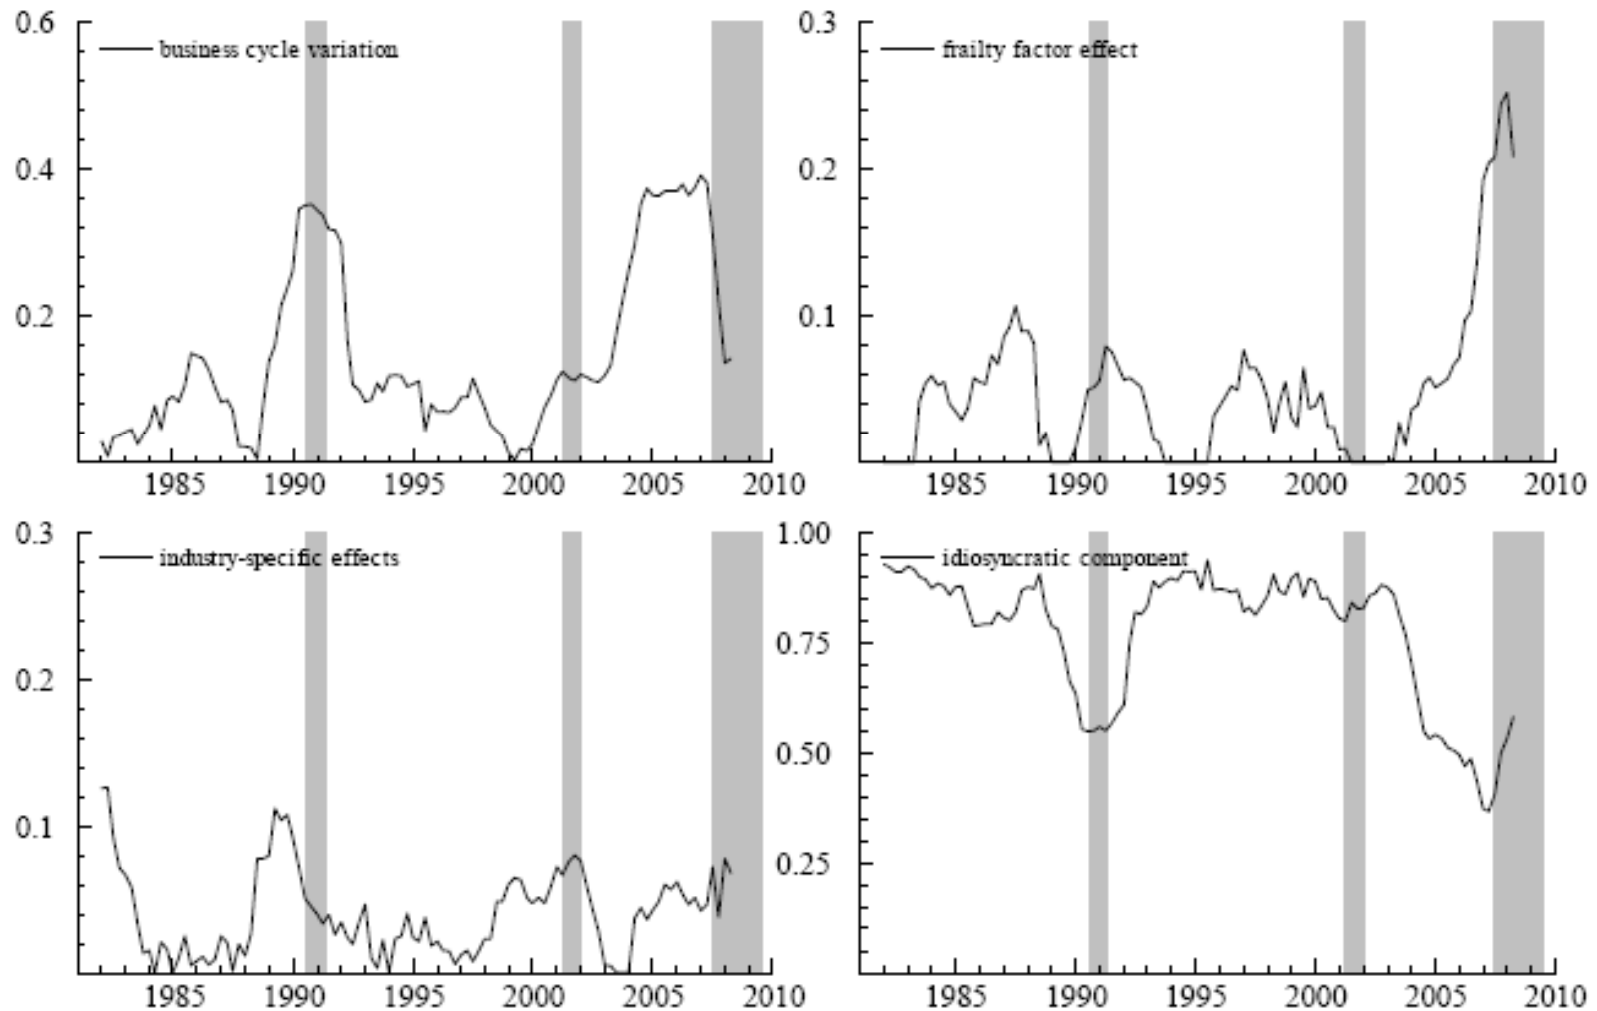 0.6
business cycle variation
0.4
0.2
1985 1990 1995 2000 2005 2010
0.3
frailty factor effect
0.2
0.1
1985 1990 1995 2000 2005 2010
0.3
industry-specific effects
0.2
0.1
1985 1990 1995 2000 2005 2010
1.00
idiosyncratic component
0.75
0.50
0.25
1985 1990 1995 2000 2005 2010